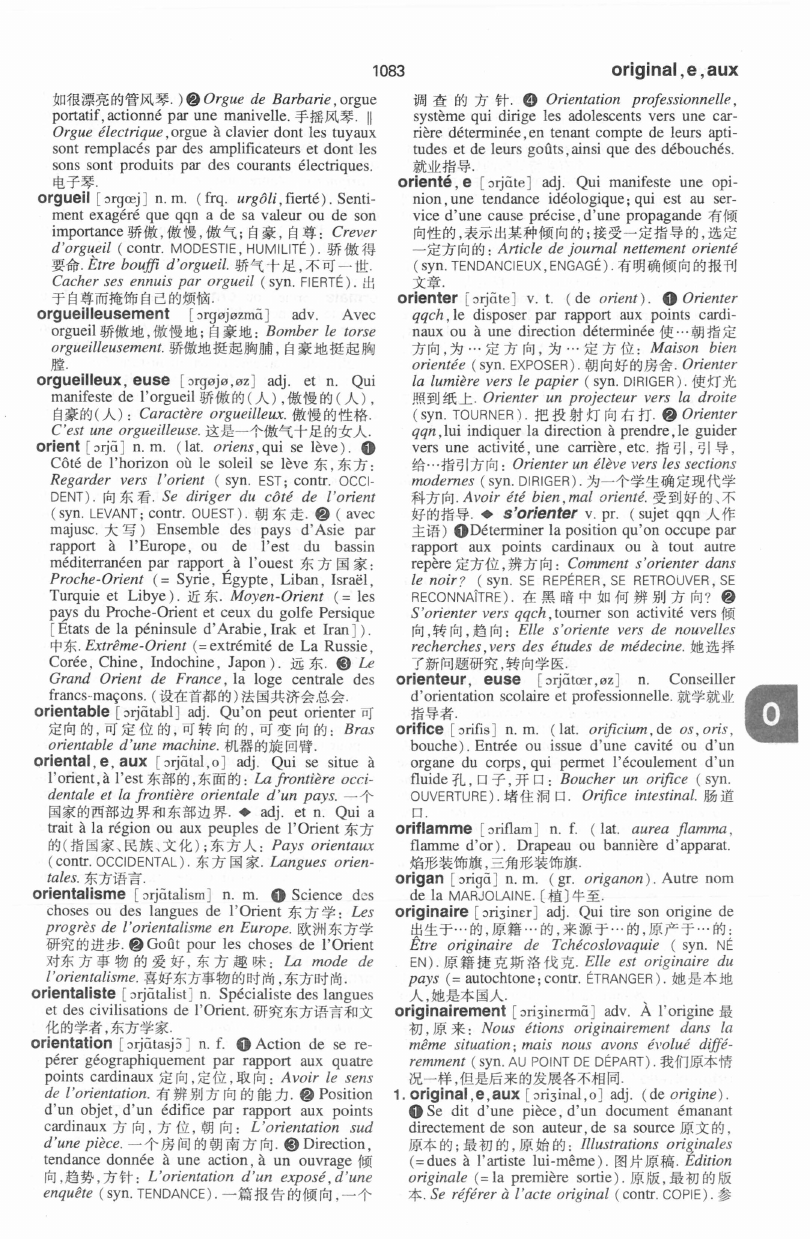 1083
original,e,aux
如很漂亮的管风琴. )❷ Orgue de Barbarie, orgue
portatif, actionné par une manivelle. 手摇风琴. ‖
Orgue électrique, orgue à clavier dont les tuyaux
sont remplacés par des amplificateurs et dont les
sons sont produits par des courants électriques.
电子琴.
orgueil [ɔrgœj] n. m. (frq. urgôli, fierté). Senti-
ment exagéré que qqn a de sa valeur ou de son
importance 骄傲,傲慢,傲气;自豪,自尊: Crever
d'orgueil (contr. MODESTIE, HUMILITÉ). 骄傲得
要命. Être bouffi d'orgueil. 骄气十足,不可一世.
Cacher ses ennuis par orgueil (syn. FIERTÉ). 出
于自尊而掩饰自己的烦恼.
orgueilleusement [ɔrgøjøzmɑ̃] adv. Avec
orgueil 骄傲地,傲慢地;自豪地: Bomber le torse
orgueilleusement. 骄傲地挺起胸脯,自豪地挺起胸
膛.
orgueilleux, euse [ɔrgøjø,øz] adj. et n. Qui
manifeste de l'orgueil 骄傲的(人),傲慢的(人),
自豪的(人): Caractère orgueilleux. 傲慢的性格.
C'est une orgueilleuse. 这是一个傲气十足的女人.
orient [ɔrjɑ̃] n. m. (lat. oriens, qui se lève). ❶
Côté de l'horizon où le soleil se lève 东,东方:
Regarder vers l'orient (syn. EST; contr. OCCI-
DENT). 向东看. Se diriger du côté de l'orient
(syn. LEVANT; contr. OUEST). 朝东走. ❷ (avec
majusc. 大写) Ensemble des pays d'Asie par
rapport à l'Europe, ou de l'est du bassin
méditerranéen par rapport à l'ouest 东方国家:
Proche-Orient (= Syrie, Égypte, Liban, Israël,
Turquie et Libye). 近东. Moyen-Orient (= les
pays du Proche-Orient et ceux du golfe Persique
[États de la péninsule d'Arabie, Irak et Iran]).
中东. Extrême-Orient (=extrémité de La Russie,
Corée, Chine, Indochine, Japon). 远东. ❸ Le
Grand Orient de France, la loge centrale des
francs-maçons. (设在首都的)法国共济会总会.
orientable [ɔrjɑ̃tabl] adj. Qu'on peut orienter 可
定向的,可定位的,可转向的,可变向的: Bras
orientable d'une machine. 机器的旋回臂.
oriental, e, aux [ɔrjɑ̃tal,o] adj. Qui se situe à
l'orient, à l'est 东部的,东面的: La frontière occi-
dentale et la frontière orientale d'un pays. 一个
国家的西部边界和东部边界. ◆ adj. et n. Qui a
trait à la région ou aux peuples de l'Orient 东方
的(指国家、民族、文化);东方人: Pays orientaux
(contr. OCCIDENTAL). 东方国家. Langues orien-
tales. 东方语言.
orientalisme [ɔrjɑ̃talism] n. m. ❶ Science des
choses ou des langues de l'Orient 东方学: Les
progrès de l'orientalisme en Europe. 欧洲东方学
研究的进步. ❷ Goût pour les choses de l'Orient
对东方事物的爱好,东方趣味: La mode de
l'orientalisme. 喜好东方事物的时尚,东方时尚.
orientaliste [ɔrjɑ̃talist] n. Spécialiste des langues
et des civilisations de l'Orient. 研究东方语言和文
化的学者,东方学家.
orientation [ɔrjɑ̃tasjɔ̃] n. f. ❶ Action de se re-
pérer géographiquement par rapport aux quatre
points cardinaux 定向,定位,取向: Avoir le sens
de l'orientation. 有辨别方向的能力. ❷ Position
d'un objet, d'un édifice par rapport aux points
cardinaux 方向,方位,朝向: L'orientation sud
d'une pièce. 一个房间的朝南方向. ❸ Direction,
tendance donnée à une action, à un ouvrage 倾
向,趋势,方针: L'orientation d'un exposé, d'une
enquête (syn. TENDANCE). 一篇报告的倾向,一个
调查的方针. ❹ Orientation professionnelle,
système qui dirige les adolescents vers une car-
rière déterminée, en tenant compte de leurs apti-
tudes et de leurs goûts, ainsi que des débouchés.
就业指导.
orienté, e [ɔrjɑ̃te] adj. Qui manifeste une opi-
nion, une tendance idéologique; qui est au ser-
vice d'une cause précise, d'une propagande 有倾
向性的,表示出某种倾向的;接受一定指导的,选定
一定方向的: Article de journal nettement orienté
(syn. TENDANCIEUX, ENGAGÉ). 有明确倾向的报刊
文章.
orienter [ɔrjɑ̃te] v. t. (de orient). ❶ Orienter
qqch, le disposer par rapport aux points cardi-
naux ou à une direction déterminée 使…朝指定
方向,为…定方向,为…定方位: Maison bien
orientée (syn. EXPOSER). 朝向好的房舍. Orienter
la lumière vers le papier (syn. DIRIGER). 使灯光
照到纸上. Orienter un projecteur vers la droite
(syn. TOURNER). 把投射灯向右打. ❷ Orienter
qqn, lui indiquer la direction à prendre, le guider
vers une activité, une carrière, etc. 指引,引导,
给…指引方向: Orienter un élève vers les sections
modernes (syn. DIRIGER). 为一个学生确定现代学
科方向. Avoir été bien, mal orienté. 受到好的、不
好的指导. ◆ s'orienter v. pr. (sujet qqn 人作
主语) ❶Déterminer la position qu'on occupe par
rapport aux points cardinaux ou à tout autre
repère 定方位,辨方向: Comment s'orienter dans
le noir? (syn. SE REPÉRER, SE RETROUVER, SE
RECONNAÎTRE). 在黑暗中如何辨别方向? ❷
S'orienter vers qqch, tourner son activité vers 倾
向,转向,趋向: Elle s'oriente vers de nouvelles
recherches, vers des études de médecine. 她选择
了新问题研究,转向学医.
orienteur, euse [ɔrjɑ̃tœr,øz] n. Conseiller
d'orientation scolaire et professionnelle. 就学就业
指导者.
orifice [ɔrifis] n. m. (lat. orificium, de os, oris,
bouche). Entrée ou issue d'une cavité ou d'un
organe du corps, qui permet l'écoulement d'un
fluide 孔,口子,开口: Boucher un orifice (syn.
OUVERTURE). 堵住洞口. Orifice intestinal. 肠道
口.
oriflamme [ɔriflam] n. f. (lat. aurea flamma,
flamme d'or). Drapeau ou bannière d'apparat.
焰形装饰旗,三角形装饰旗.
origan [ɔrigɑ̃] n. m. (gr. origanon). Autre nom
de la MARJOLAINE. [植]牛至.
originaire [ɔriʒinɛr] adj. Qui tire son origine de
出生于…的,原籍…的,来源于…的,原产于…的:
Être originaire de Tchécoslovaquie (syn. NÉ
EN). 原籍捷克斯洛伐克. Elle est originaire du
pays (= autochtone; contr. ÉTRANGER). 她是本地
人,她是本国人.
originairement [ɔriʒinɛrmɑ̃] adv. À l'origine 最
初,原来: Nous étions originairement dans la
même situation; mais nous avons évolué diffé-
remment (syn. AU POINT DE DÉPART). 我们原本情
况一样,但是后来的发展各不相同.
1. original,e,aux [ɔriʒinal,o] adj. (de origine).
❶ Se dit d'une pièce, d'un document émanant
directement de son auteur, de sa source 原文的,
原本的;最初的,原始的: Illustrations originales
(=dues à l'artiste lui-même). 图片原稿. Édition
originale (= la première sortie). 原版,最初的版
本. Se référer à l'acte original (contr. COPIE). 参
O